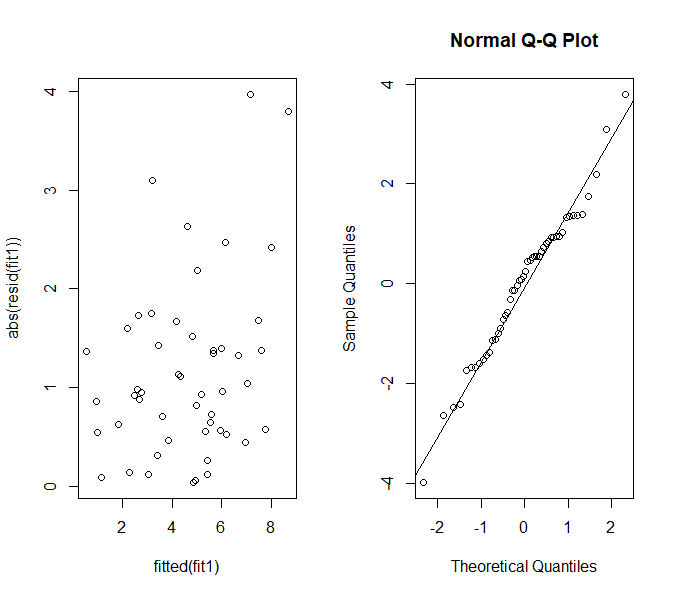 abs(resid(fit1))
4
3
2
1
0
2 4 6 8
fitted(fit1)
Normal Q-Q Plot
Sample Quantiles
4
2
0
-2
-4
-2 -1 0 1 2
Theoretical Quantiles